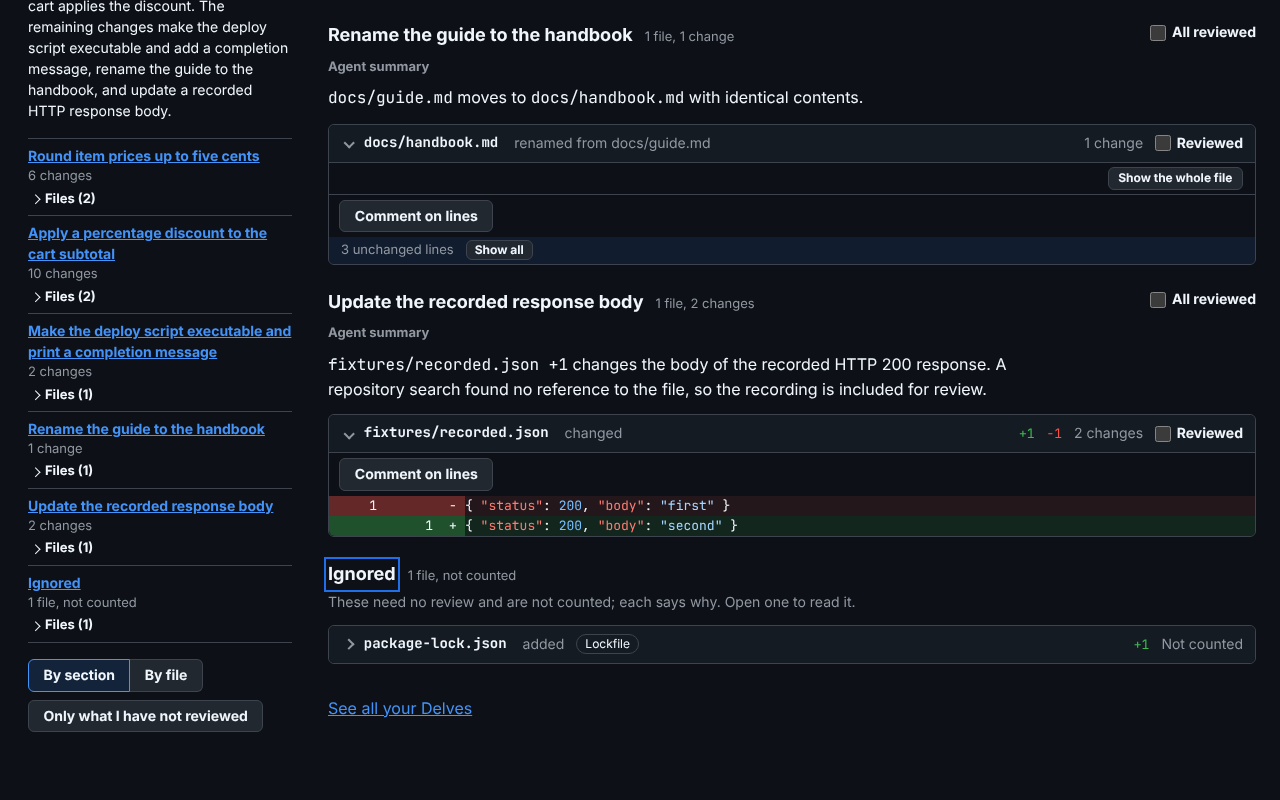 cart applies the discount. The
remaining changes make the deploy
script executable and add a completion
message, rename the guide to the
handbook, and update a recorded
HTTP response body.
Round item prices up to five cents
6 changes
Files (2)
Apply a percentage discount to the
cart subtotal
10 changes
Files (2)
Make the deploy script executable and
print a completion message
2 changes
Files (1)
Rename the guide to the handbook
1 change
Files (1)
Update the recorded response body
2 changes
Files (1)
Ignored
1 file, not counted
Files (1)
By section By file
Only what I have not reviewed
Rename the guide to the handbook 1 file, 1 change All reviewed
Agent summary
docs/guide.md moves to docs/handbook.md with identical contents.
docs/handbook.md renamed from docs/guide.md 1 change Reviewed
Show the whole file
Comment on lines
3 unchanged lines Show all
Update the recorded response body 1 file, 2 changes All reviewed
Agent summary
fixtures/recorded.json +1 changes the body of the recorded HTTP 200 response. A
repository search found no reference to the file, so the recording is included for review.
fixtures/recorded.json changed +1 -1 2 changes Reviewed
Comment on lines
1 - { "status": 200, "body": "first" }
1 + { "status": 200, "body": "second" }
Ignored 1 file, not counted
These need no review and are not counted; each says why. Open one to read it.
package-lock.json added Lockfile +1 Not counted
See all your Delves